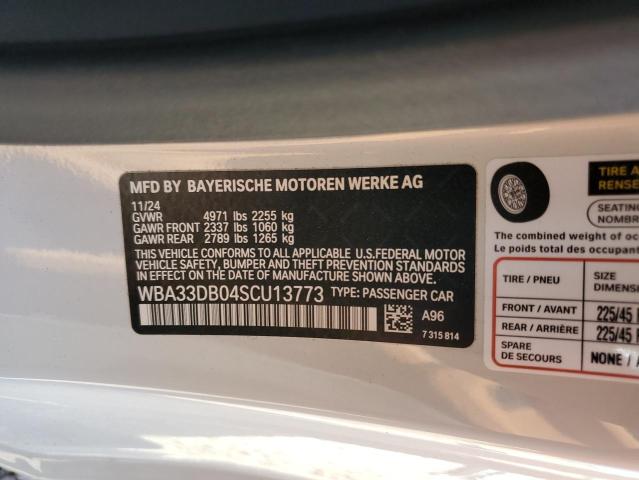 MFD BY BAYERISCHE MOTOREN WERKE AG
11/24
GVWR 4971 lbs 2255 kg
GAWR FRONT 2337 lbs 1060 kg
GAWR REAR 2789 lbs 1265 kg
THIS VEHICLE CONFORMS TO ALL APPLICABLE U.S.FEDERAL MOTOR
VEHICLE SAFETY, BUMPER AND THEFT PREVENTION STANDARDS
IN EFFECT ON THE DATE OF MANUFACTURE SHOWN ABOVE.
WBA33DB04SCU13773 TYPE: PASSENGER CAR
A96
7 315 814
TIRE A
RENSE
SEATING
NOMBR
The combined weight of oc
Le poids total des occupant
TIRE / PNEU SIZE
DIMENS
FRONT / AVANT 225/45
REAR / ARRIÈRE 225/45
SPARE
DE SECOURS NONE /